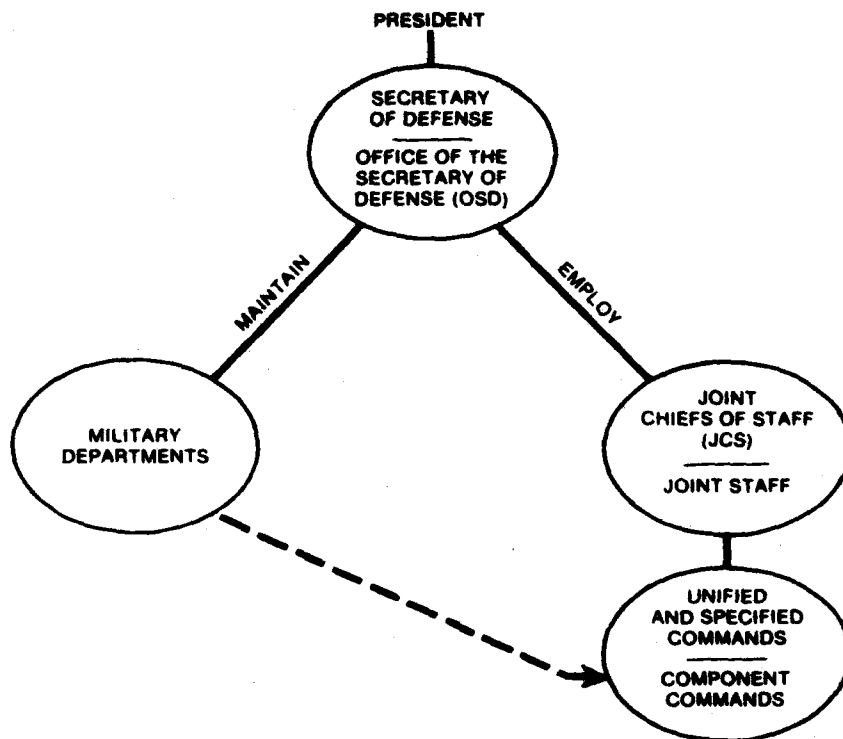 PRESIDENT
SECRETARY
OF DEFENSE
OFFICE OF THE
SECRETARY OF
DEFENSE (OSD)
MAINTAIN
EMPLOY
MILITARY
DEPARTMENTS
JOINT
CHIEFS OF STAFF
(JCS)
JOINT STAFF
UNIFIED
AND SPECIFIED
COMMANDS
COMPONENT
COMMANDS